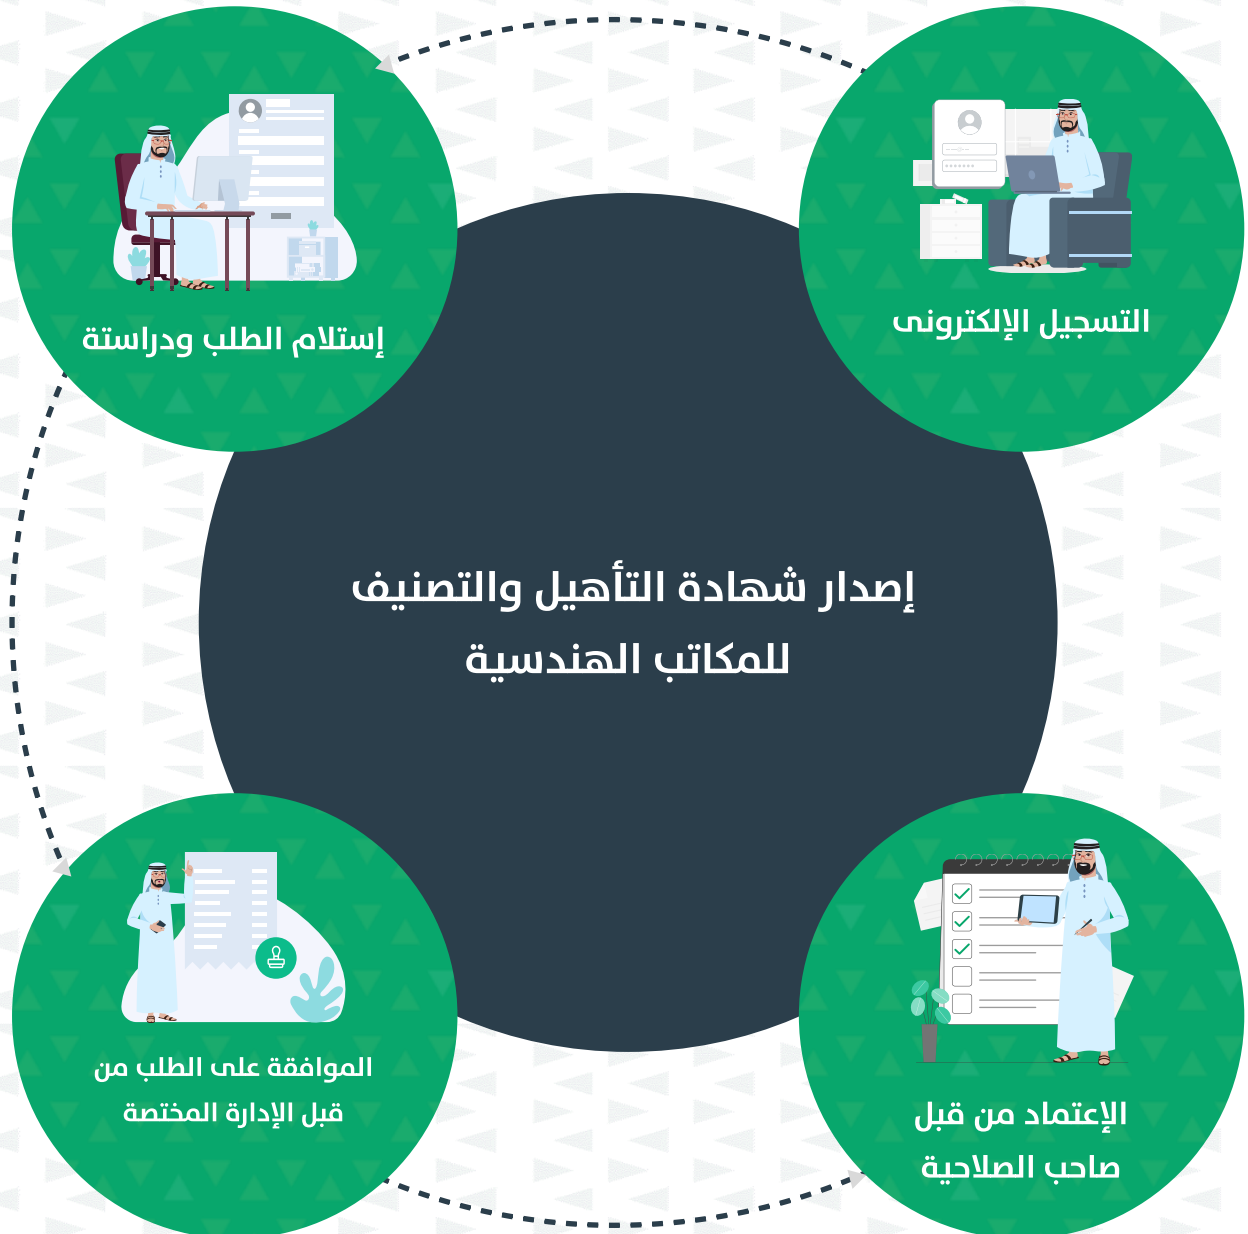 التسجيل الإلكترونى
إستلام الطلب ودراستة
إصدار شهادة التأهيل والتصنيف
للمكاتب الهندسية
الموافقة على الطلب من
قبل الإدارة المختصة
الإعتماد من قبل
صاحب الصلاحية